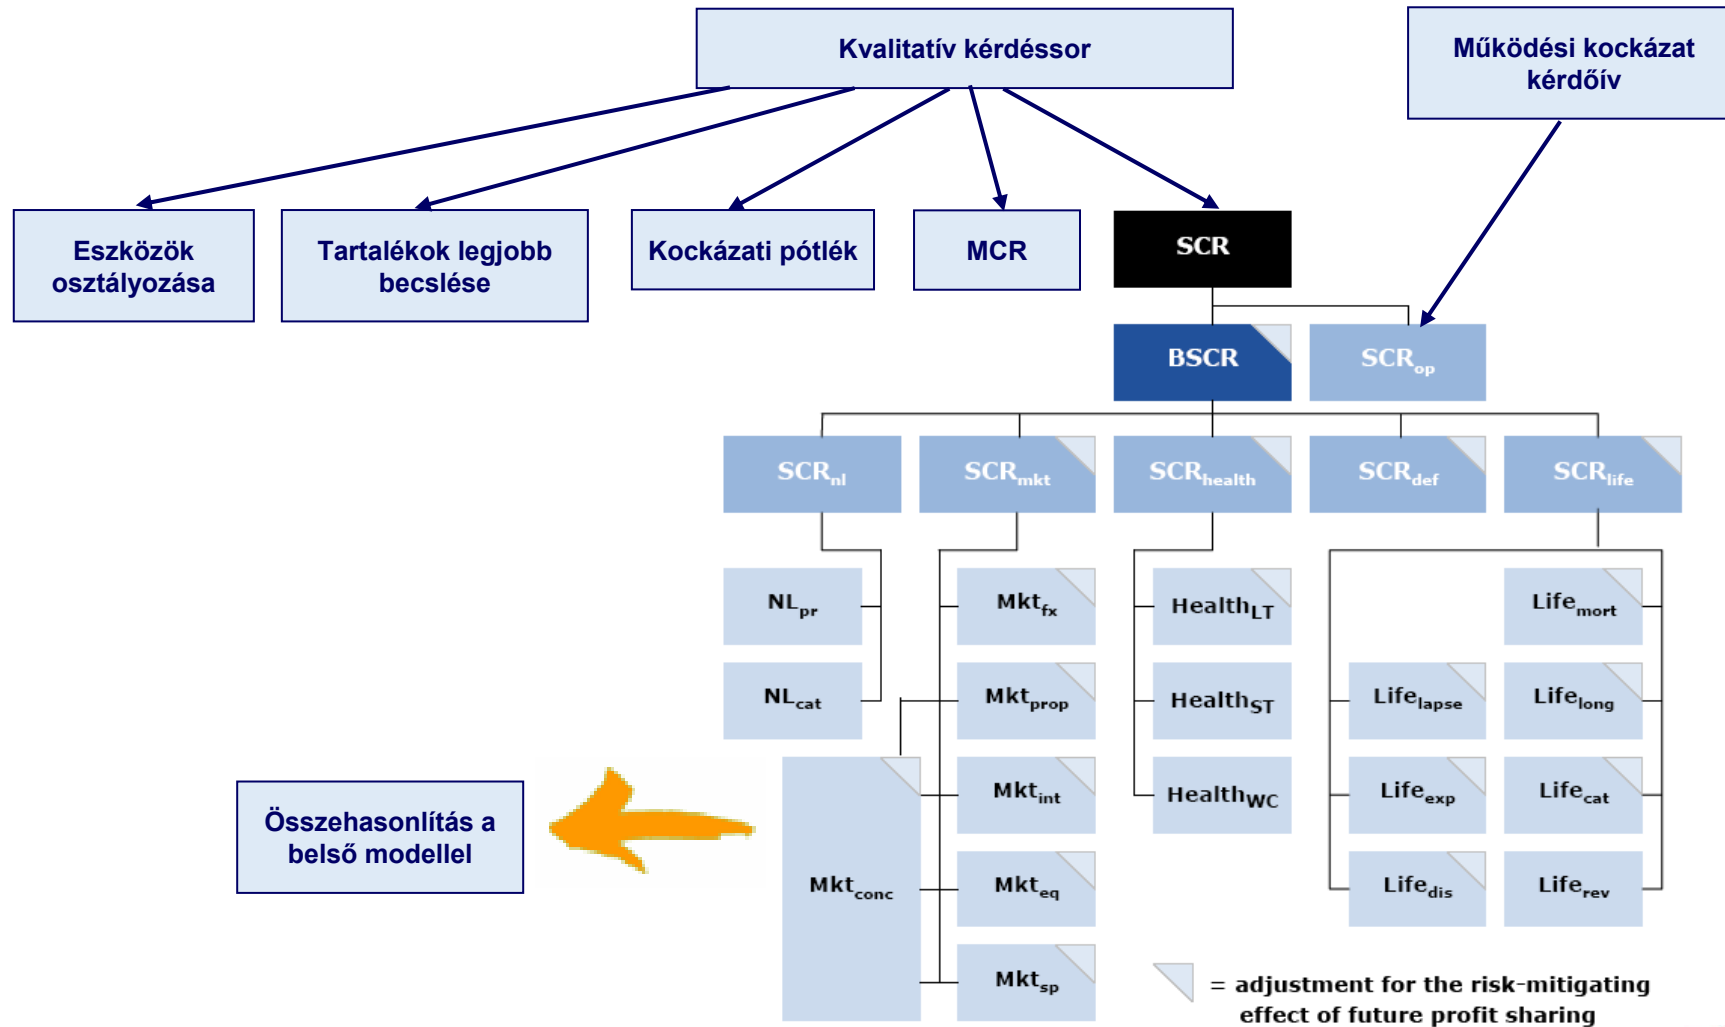 Kvalitatív kérdéssor
Működési kockázat
kérdőív
Eszközök
osztályozása
Tartalékok legjobb
becslése
Kockázati pótlék
MCR
SCR
BSCR
SCRop
SCRnl
SCRmkt
SCRhealth
SCRdef
SCRlife
NLpr
Mktfx
HealthLT
Lifemort
NLcat
Mktprop
HealthST
Lifelapse
Lifelong
Összehasonlítás a
belső modellel
Mktconc
Mktint
HealthWC
Lifeexp
Lifecat
Mkteq
Lifedis
Liferev
Mktsp
= adjustment for the risk-mitigating
effect of future profit sharing